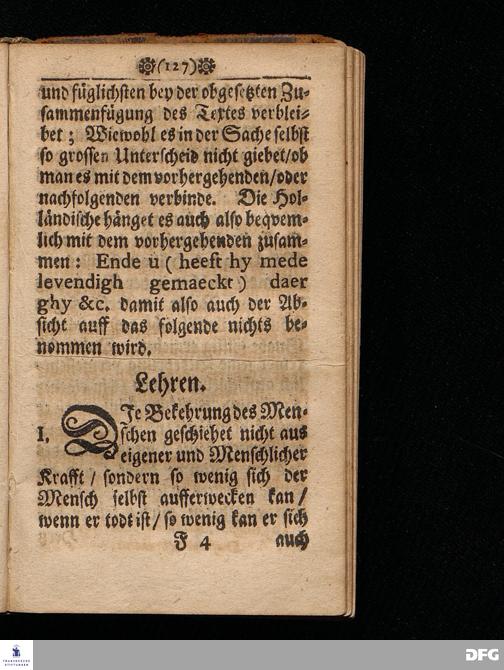 (127)
und füglichsten bey der obgesetzten Zu-
sammenfügung des Textes verblei-
bet; Wiewohl es in der Sache selbst
so grossen Unterscheid nicht giebet/ob
man es mit dem vorhergehenden/oder
nachfolgenden verbinde. Die Hol-
ländische hänget es auch also beqvem-
lich mit dem vorhergehenden zusam-
men: Ende u (heeft hy mede
levendigh gemaeckt) daer
ghy &c. damit also auch der Ab-
sicht auff das folgende nichts be-
nommen wird.
Lehren.
I. DJe Bekehrung des Men-
schen geschiehet nicht aus
eigener und Menschlicher
Krafft / sondern so wenig sich der
Mensch selbst aufferwecken kan /
wenn er todt ist / so wenig kan er sich
F 4 auch
FRANCKESCHE
STIFTUNGEN
DFG